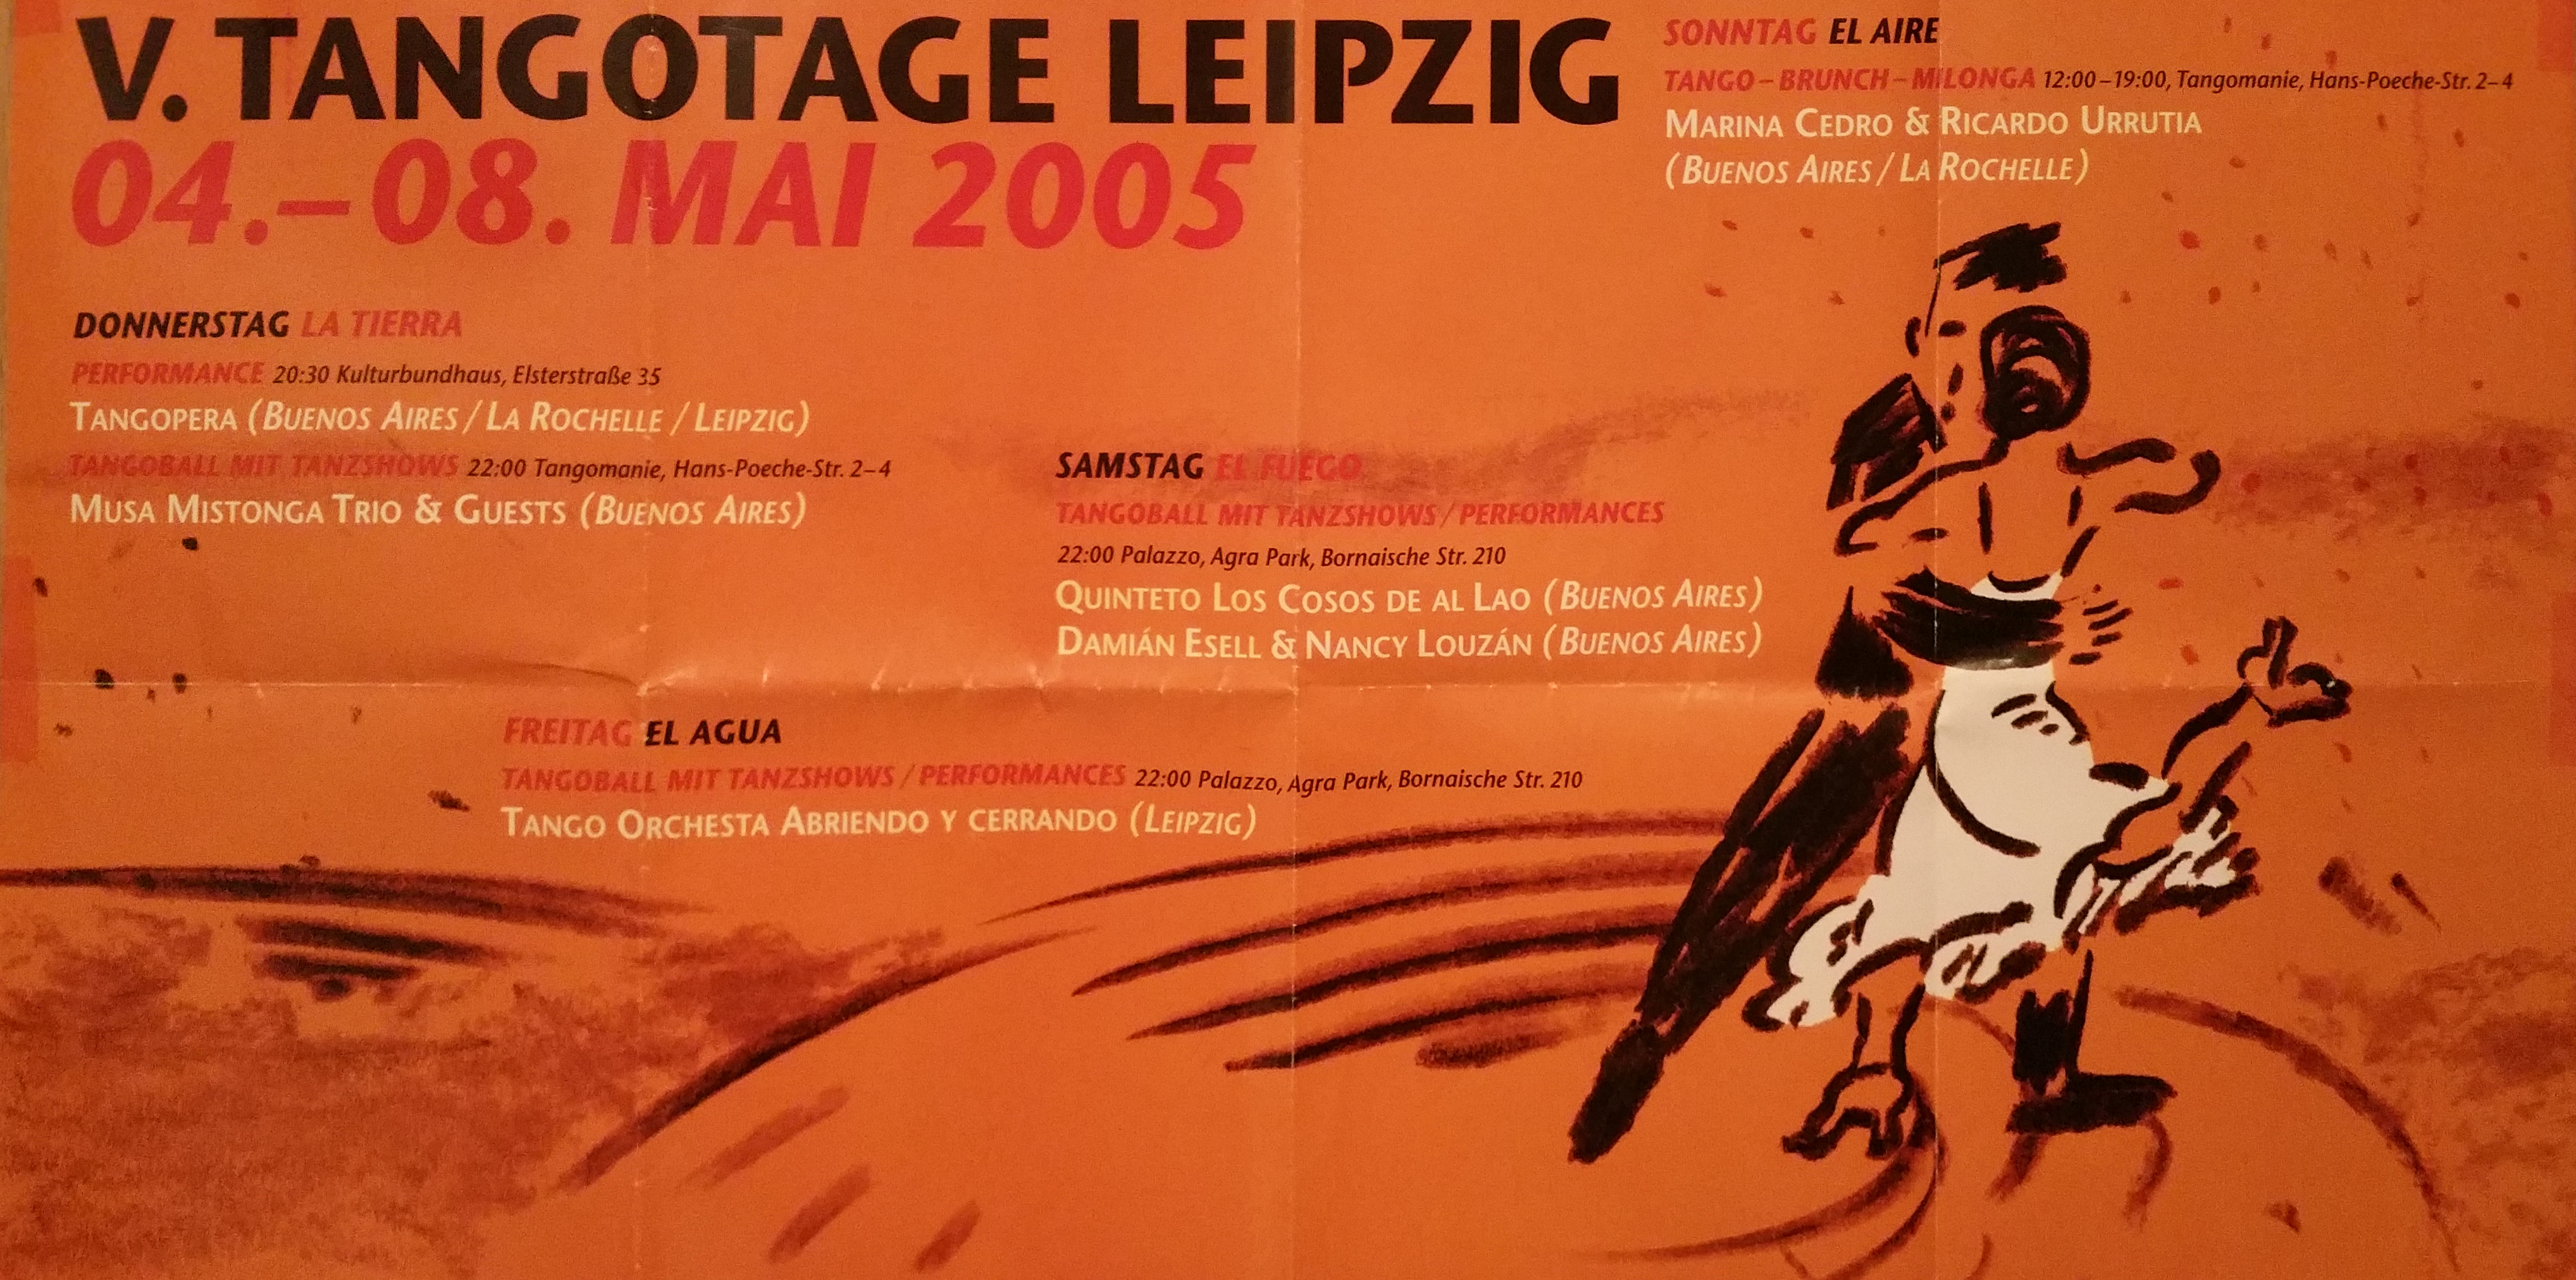 V. TANGOTAGE LEIPZIG
04.–08. MAI 2005
DONNERSTAG LA TIERRA
PERFORMANCE 20:30 Kulturbundhaus, Elsterstraße 35
TANGOPERA (BUENOS AIRES / LA ROCHELLE / LEIPZIG)
TANGOBALL MIT TANZSHOWS 22:00 Tangomanie, Hans-Poeche-Str. 2–4
MUSA MISTONGA TRIO & GUESTS (BUENOS AIRES)
FREITAG EL AGUA
TANGOBALL MIT TANZSHOWS / PERFORMANCES 22:00 Palazzo, Agra Park, Bornaische Str. 210
TANGO ORCHESTA ABRIENDO Y CERRANDO (LEIPZIG)
SAMSTAG EL FUEGO
TANGOBALL MIT TANZSHOWS / PERFORMANCES
22:00 Palazzo, Agra Park, Bornaische Str. 210
QUINTETO LOS COSOS DE AL LAO (BUENOS AIRES)
DAMIÁN ESELL & NANCY LOUZÁN (BUENOS AIRES)
SONNTAG EL AIRE
TANGO – BRUNCH – MILONGA 12:00–19:00, Tangomanie, Hans-Poeche-Str. 2–4
MARINA CEDRO & RICARDO URRUTIA
(BUENOS AIRES / LA ROCHELLE)